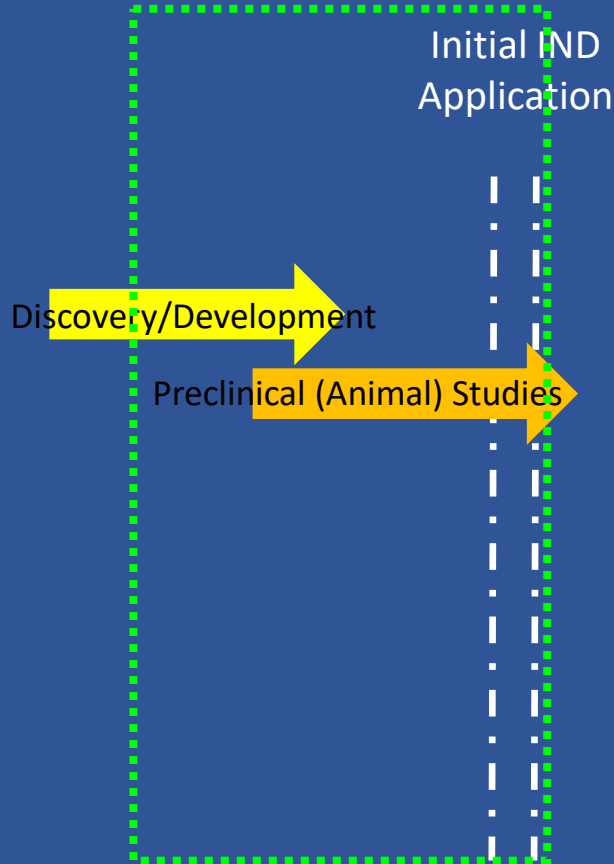 Initial IND
Application
Discovery/Development
Preclinical (Animal) Studies